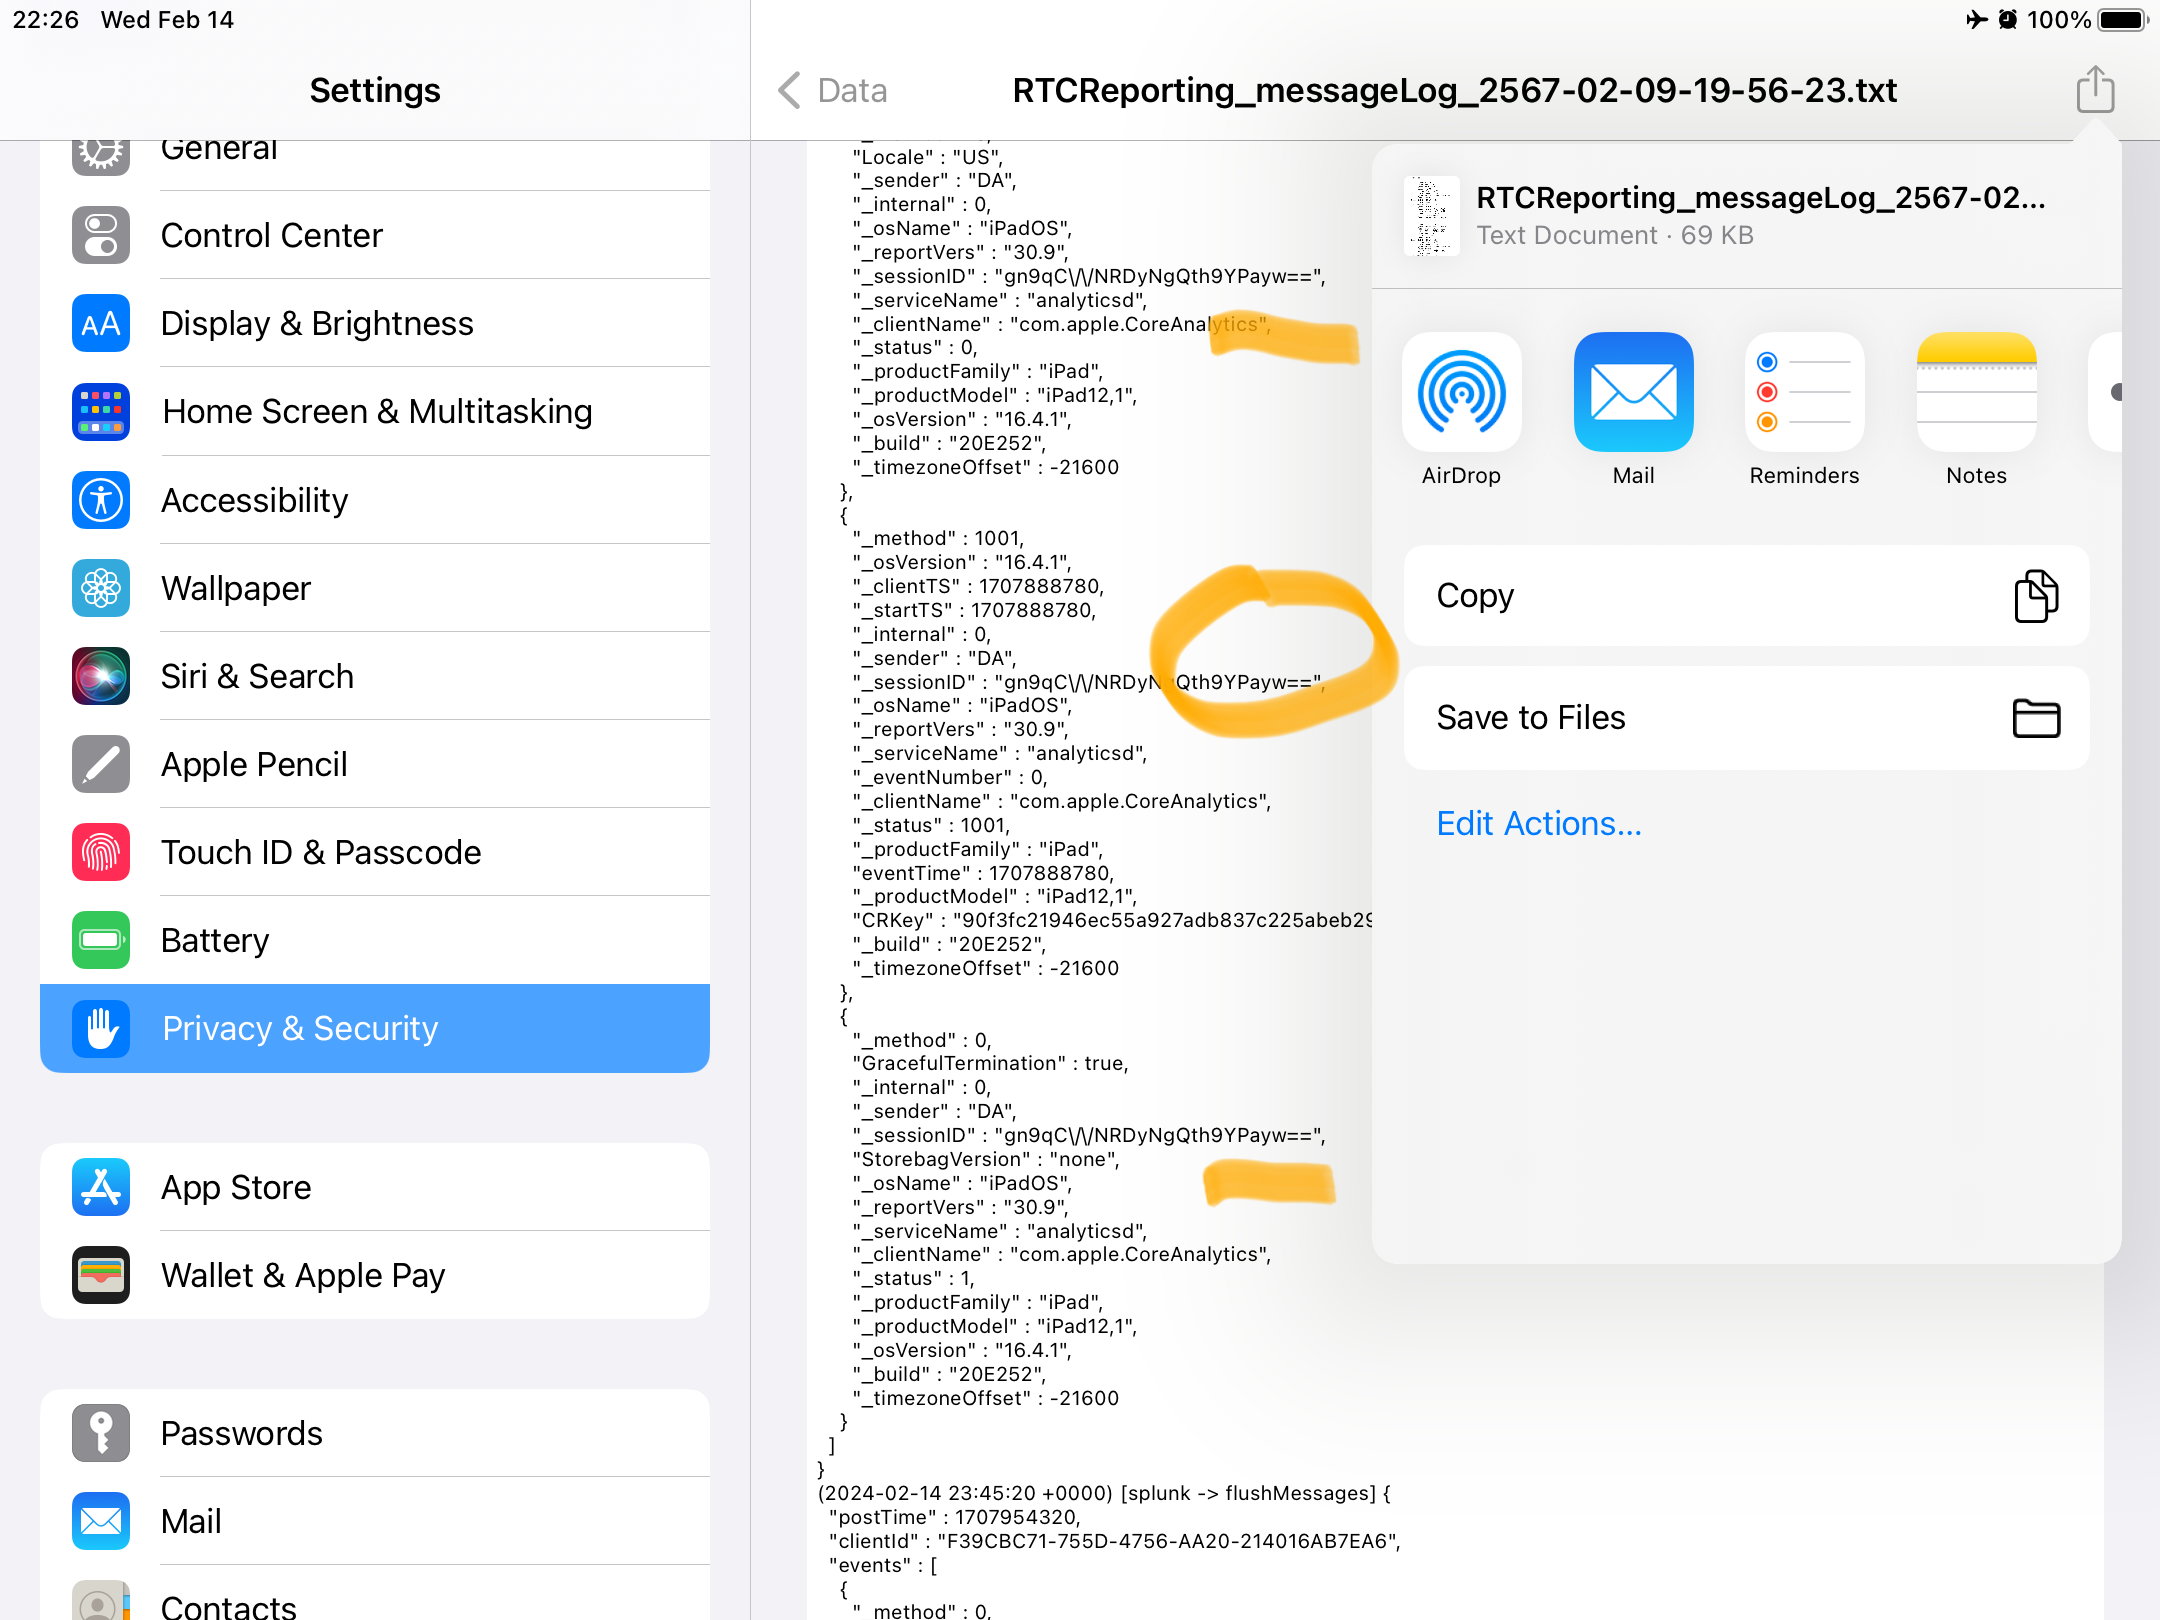 22:26 Wed Feb 14
100%
Settings
General
Control Center
AA
Display & Brightness
Home Screen & Multitasking
Accessibility
Wallpaper
Siri & Search
Apple Pencil
Touch ID & Passcode
Battery
Privacy & Security
App Store
Wallet & Apple Pay
Passwords
Mail
Contacts
Data
RTCReporting_messageLog_2567-02-09-19-56-23.txt
"Locale" : "US",
"_sender" : "DA",
"_internal" : 0,
"_osName" : "iPadOS",
"_reportVers" : "30.9",
"_sessionID" : "gn9qC\/\/NRDyNgQth9YPayw==",
"_serviceName" : "analyticsd",
"_clientName" : "com.apple.CoreAnalytics",
"_status" : 0,
"_productFamily" : "iPad",
"_productModel" : "iPad12,1",
"_osVersion" : "16.4.1",
"_build" : "20E252",
"_timezoneOffset" : -21600
},
{
"_method" : 1001,
"_osVersion" : "16.4.1",
"_clientTS" : 1707888780,
"_startTS" : 1707888780,
"_internal" : 0,
"_sender" : "DA",
"_sessionID" : "gn9qC\/\/NRDyNgQth9YPayw==",
"_osName" : "iPadOS",
"_reportVers" : "30.9",
"_serviceName" : "analyticsd",
"_eventNumber" : 0,
"_clientName" : "com.apple.CoreAnalytics",
"_status" : 1001,
"_productFamily" : "iPad",
"eventTime" : 1707888780,
"_productModel" : "iPad12,1",
"CRKey" : "90f3fc21946ec55a927adb837c225abeb29
"_build" : "20E252",
"_timezoneOffset" : -21600
},
{
"_method" : 0,
"GracefulTermination" : true,
"_internal" : 0,
"_sender" : "DA",
"_sessionID" : "gn9qC\/\/NRDyNgQth9YPayw==",
"StorebagVersion" : "none",
"_osName" : "iPadOS",
"_reportVers" : "30.9",
"_serviceName" : "analyticsd",
"_clientName" : "com.apple.CoreAnalytics",
"_status" : 1,
"_productFamily" : "iPad",
"_productModel" : "iPad12,1",
"_osVersion" : "16.4.1",
"_build" : "20E252",
"_timezoneOffset" : -21600
}
]
}
(2024-02-14 23:45:20 +0000) [splunk -> flushMessages] {
"postTime" : 1707954320,
"clientId" : "F39CBC71-755D-4756-AA20-214016AB7EA6",
"events" : [
{
"_method" : 0,
RTCReporting_messageLog_2567-02...
Text Document · 69 KB
AirDrop
Mail
Reminders
Notes
Copy
Save to Files
Edit Actions...